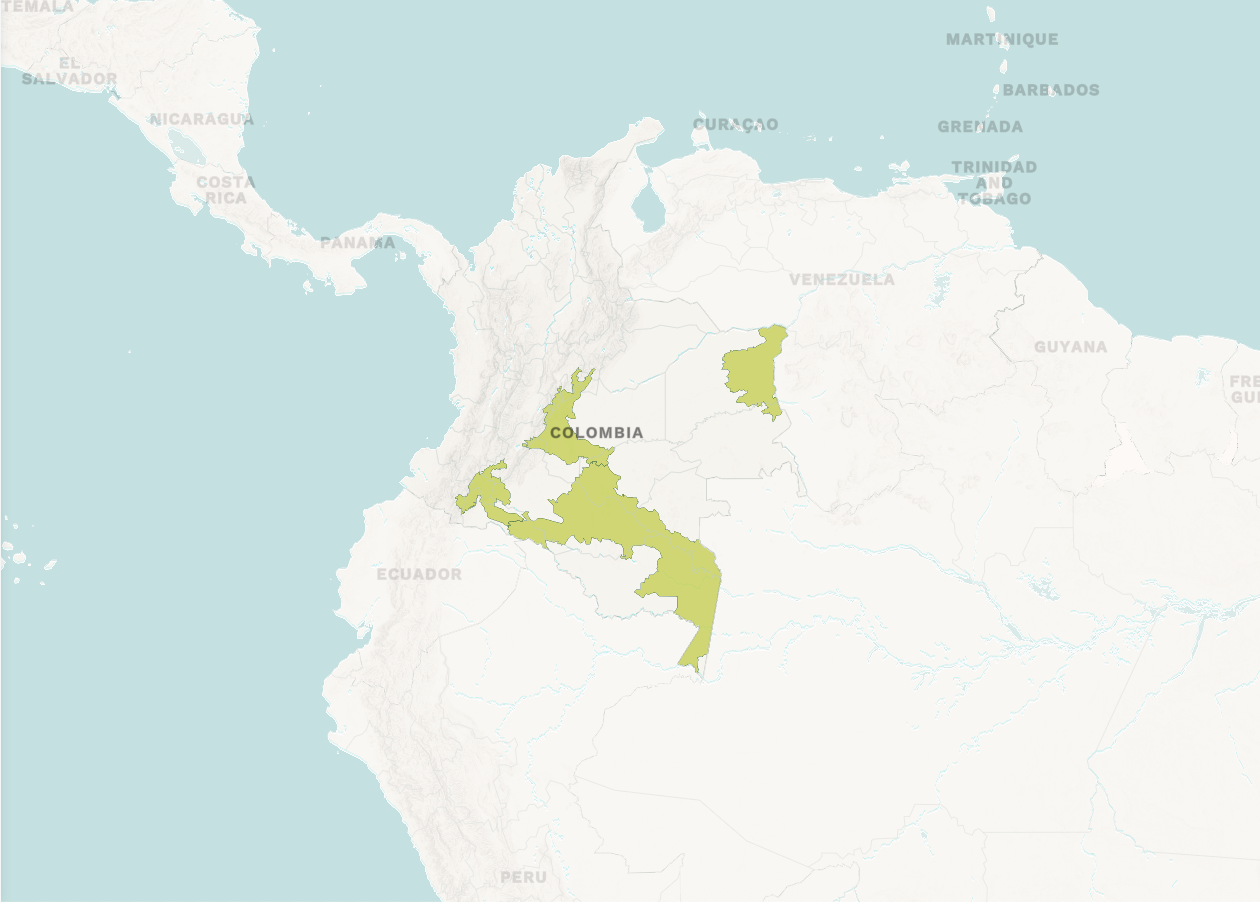 TEMALA
EL
SALVADOR
NICARAGUA
COSTA
RICA
PANAMA
CURAÇAO
MARTINIQUE
BARBADOS
GRENADA
TRINIDAD
AND
TOBAGO
VENEZUELA
GUYANA
FRE
GUI
COLOMBIA
ECUADOR
PERU